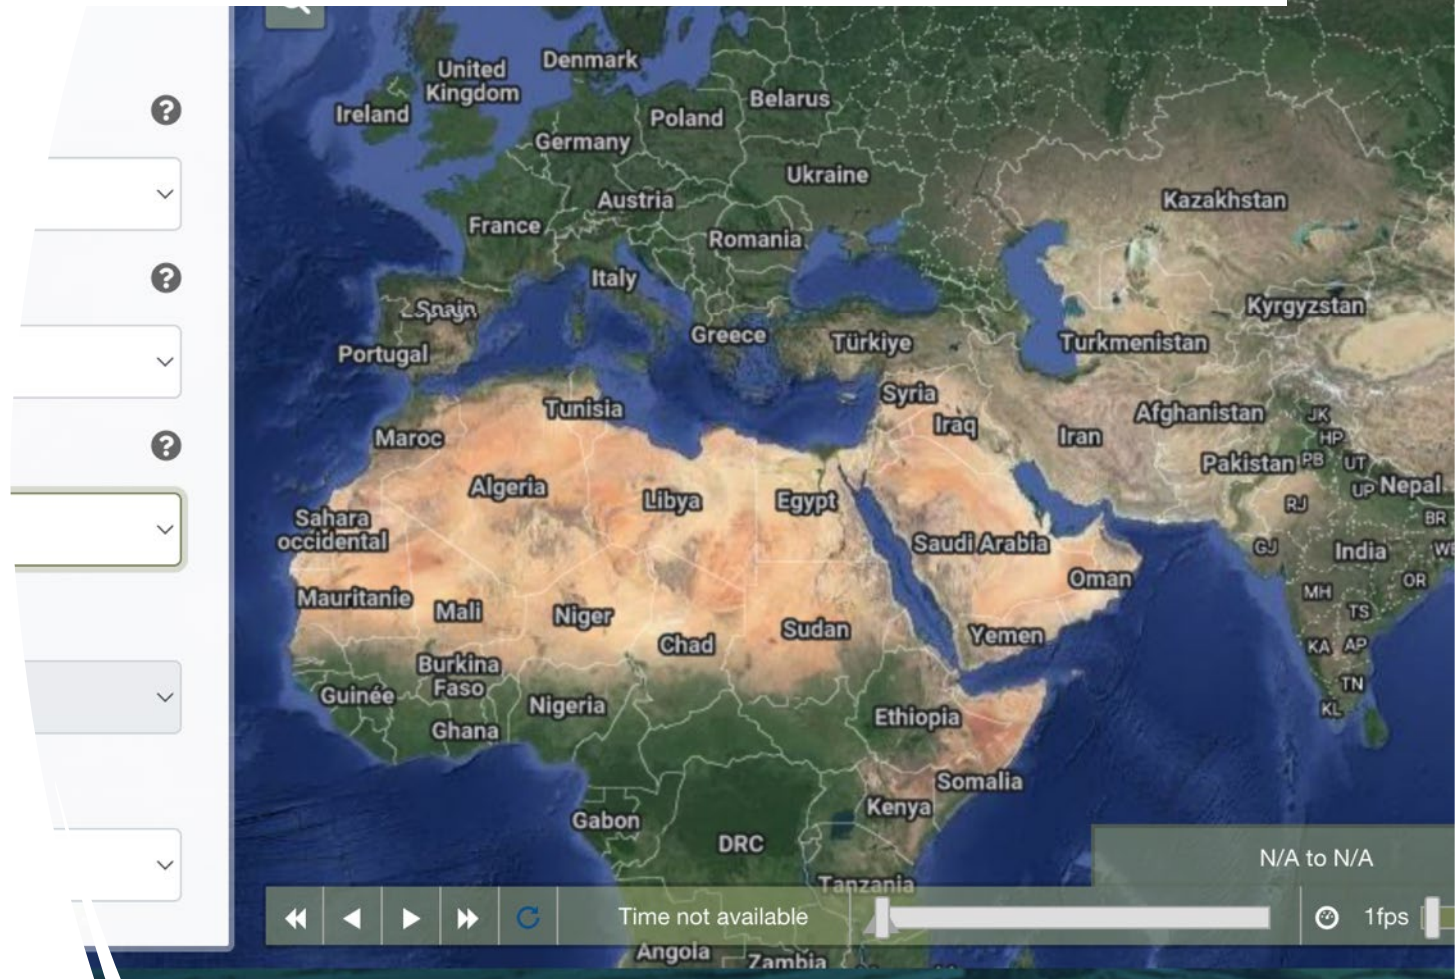 ?
?
?
Denmark
United
Kingdom
Ireland
Belarus
Poland
Germany
Ukraine
Austria
Kazakhstan
France
Romania
Italy
Spain
Kyrgyzstan
Greece
Türkiye
Turkmenistan
Portugal
Syria
Tunisia
Afghanistan
JK
Iraq
Iran
Maroc
HP
Pakistan
PB
UT
Algeria
Libya
Egypt
UP
Nepal
RJ
Sahara
occidental
BR
Saudi Arabia
GJ
India
Oman
OR
Mauritanie
Mali
Niger
MH
TS
Sudan
Yemen
Chad
KA
AP
Burkina
Faso
TN
Guinée
Nigeria
KL
Ethiopia
Ghana
Somalia
Kenya
Gabon
DRC
N/A to N/A
Tanzania
Time not available
1fps
Angola
Zambia